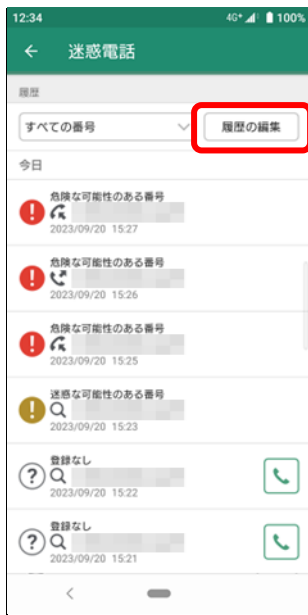 12:34 4G+ 100%
迷惑電話
履歴
すべての番号 履歴の編集
今日
危険な可能性のある番号
2023/09/20 15:27
危険な可能性のある番号
2023/09/20 15:26
危険な可能性のある番号
2023/09/20 15:25
迷惑な可能性のある番号
2023/09/20 15:23
登録なし
2023/09/20 15:22
登録なし
2023/09/20 15:21